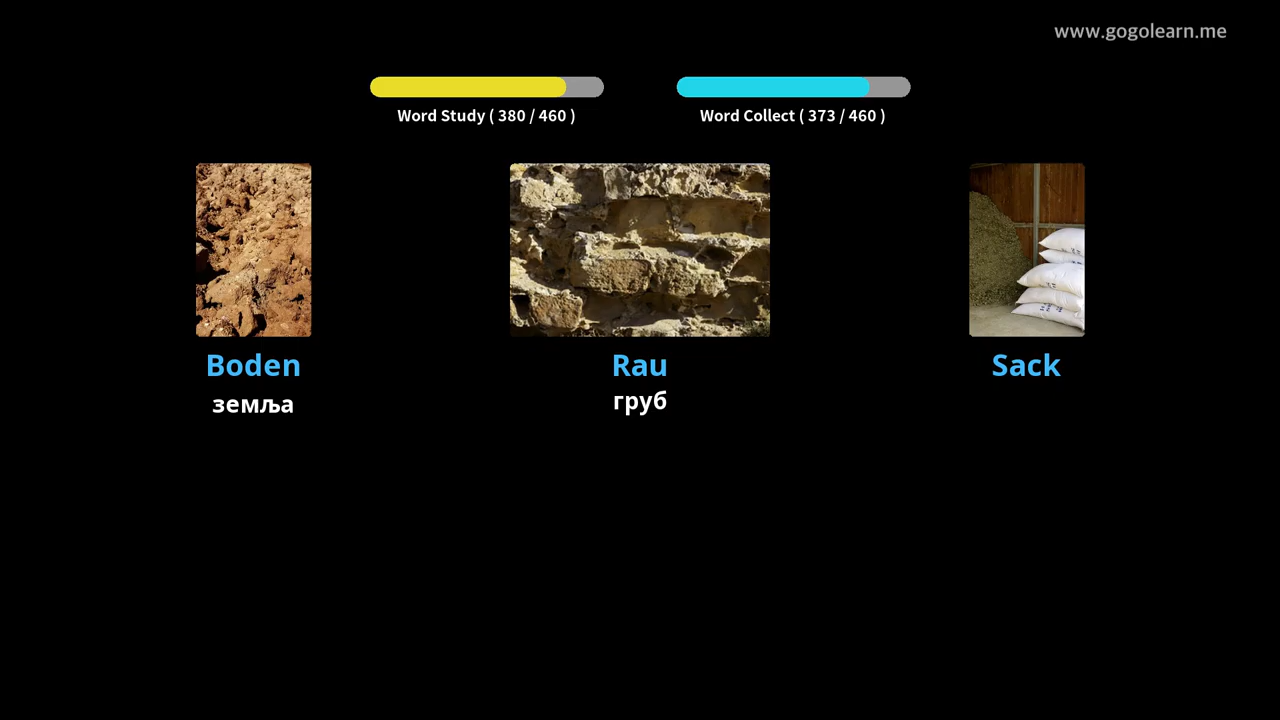 www.gogolearn.me
Word Study ( 380 / 460 )
Word Collect ( 373 / 460 )
Boden
земља
Rau
груб
Sack